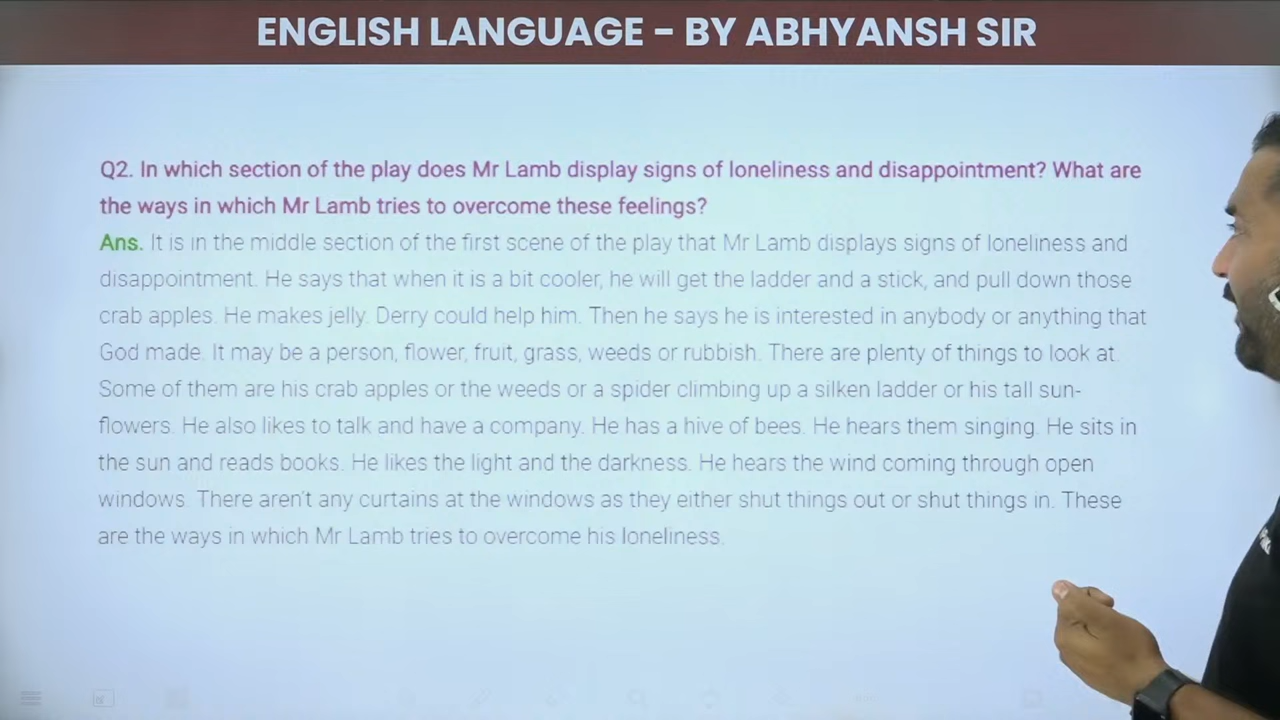 ENGLISH LANGUAGE - BY ABHYANSH SIR
Q2. In which section of the play does Mr Lamb display signs of loneliness and disappointment? What are
the ways in which Mr Lamb tries to overcome these feelings?
Ans. It is in the middle section of the first scene of the play that Mr Lamb displays signs of loneliness and
disappointment. He says that when it is a bit cooler, he will get the ladder and a stick, and pull down those
crab apples. He makes jelly. Derry could help him. Then he says he is interested in anybody or anything that
God made. It may be a person, flower, fruit, grass, weeds or rubbish. There are plenty of things to look at.
Some of them are his crab apples or the weeds or a spider climbing up a silken ladder or his tall sun-
flowers. He also likes to talk and have a company. He has a hive of bees. He hears them singing. He sits in
the sun and reads books. He likes the light and the darkness. He hears the wind coming through open
windows. There aren't any curtains at the windows as they either shut things out or shut things in. These
are the ways in which Mr Lamb tries to overcome his loneliness.